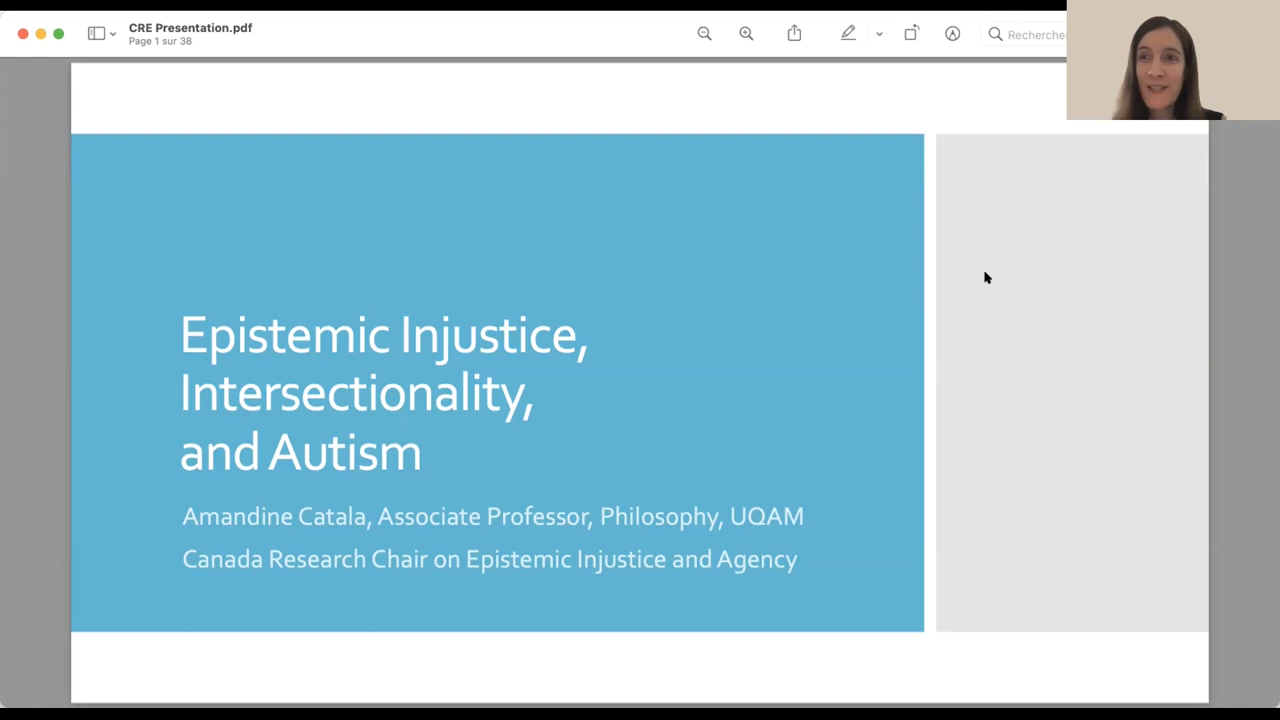 CRE Presentation.pdf
Page 1 sur 38
Recherche
Epistemic Injustice,
Intersectionality,
and Autism
Amandine Catala, Associate Professor, Philosophy, UQAM
Canada Research Chair on Epistemic Injustice and Agency